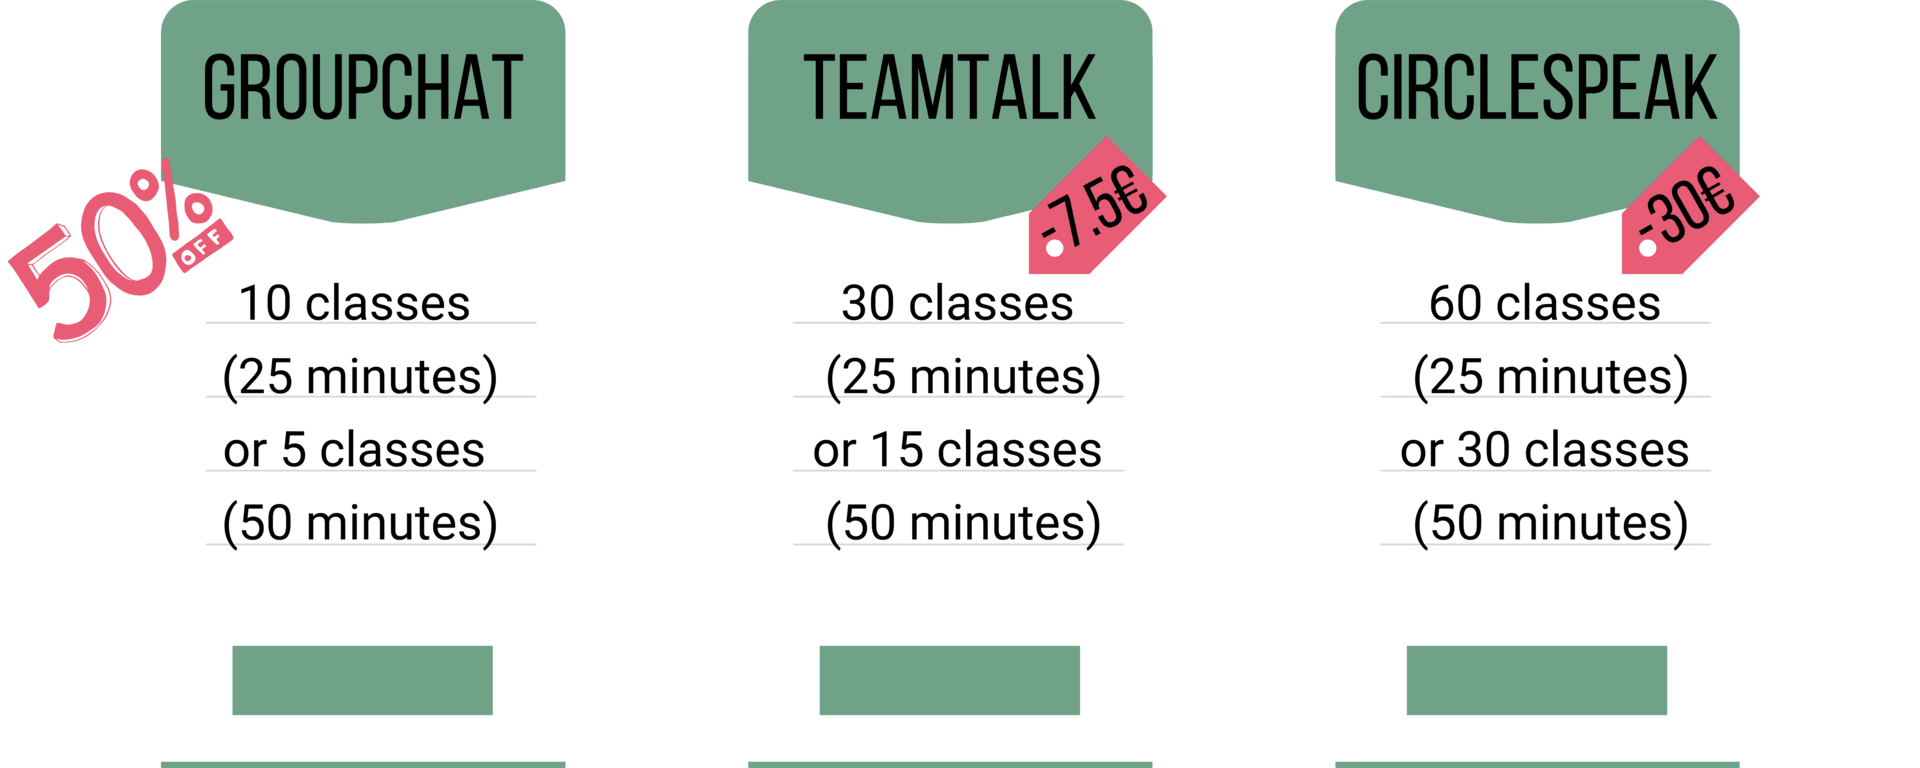 GROUPCHAT
50%
OFF
10 classes
(25 minutes)
or 5 classes
(50 minutes)
TEAMTALK
-7.5€
30 classes
(25 minutes)
or 15 classes
(50 minutes)
CIRCLESPEAK
-30€
60 classes
(25 minutes)
or 30 classes
(50 minutes)